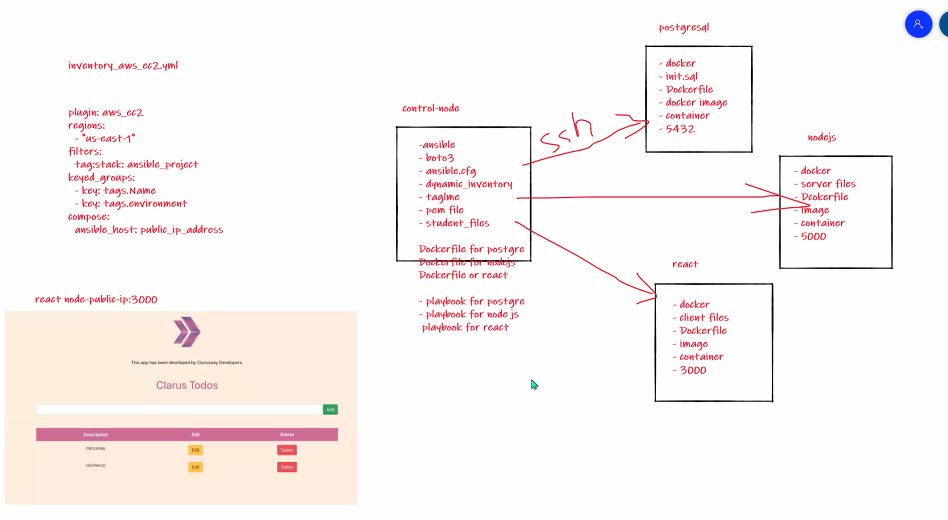 inventory_aws_ec2.yml
plugin: aws_ec2
regions:
- "us-east-1"
filters:
tag:stack: ansible_project
keyed_groups:
- key: tags.Name
- key: tags.environment
compose:
ansible_host: public_ip_address
react node-public-ip:3000
This app has been developed by Clarusway Developers.
Clarus Todos
Add
Description Edit Delete
clarusway Edit Delete
Edit Delete
control-node
-ansible
- boto3
- ansible.cfg
- dynamic_inventory
- pem file
- student_files
Dockerfile for postgre
Dockerfile for nodejs
Dockerfile or react
- playbook for postgre
- playbook for node js
playbook for react
ssh
postgresql
- docker
- init.sql
- Dockerfile
- docker image
- container
- 5432
nodejs
- docker
- server files
- Dcokerfile
- image
- container
- 5000
react
- docker
- client files
- Dockerfile
- image
- container
- 3000